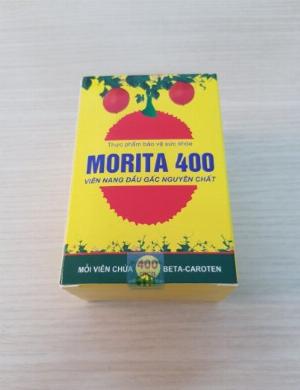 Thực phẩm bảo vệ sức khỏe
MORITA 400
VIÊN NANG DẦU GẤC NGUYÊN CHẤT
MỖI VIÊN CHỨA 400 BETA-CAROTEN